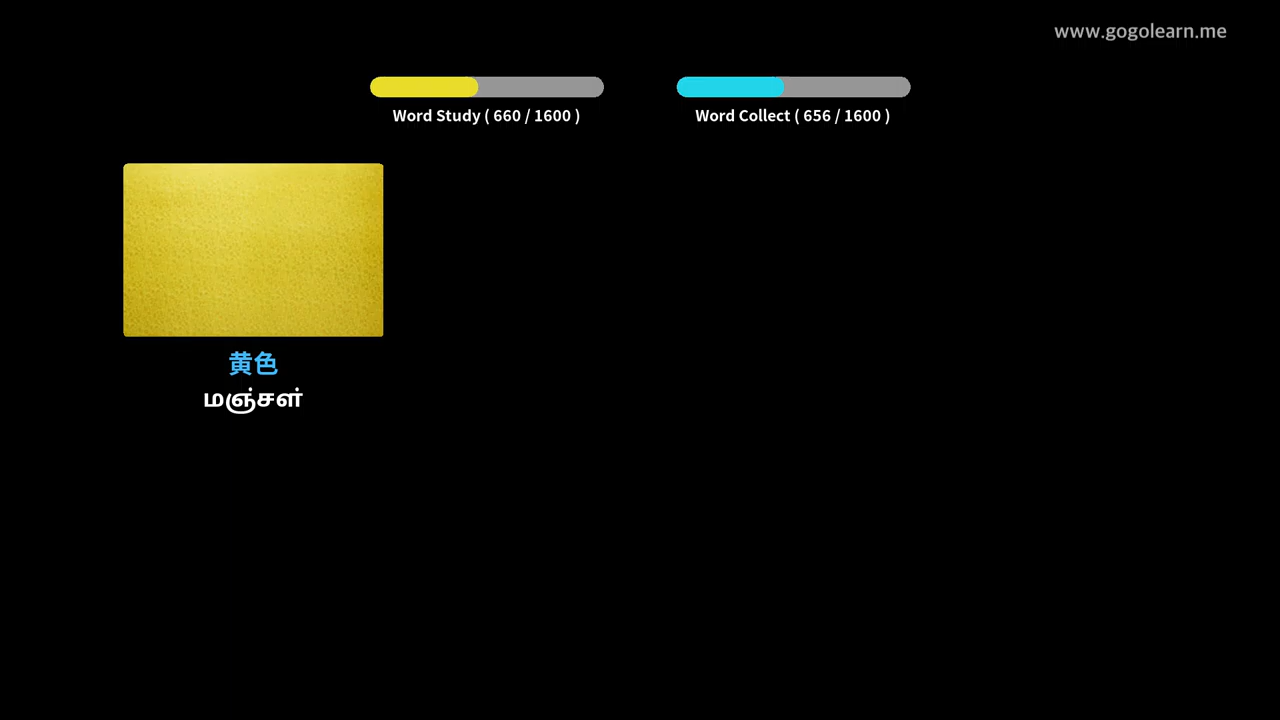 www.gogolearn.me
Word Study ( 660 / 1600 )
Word Collect ( 656 / 1600 )
黄色
மஞ்சள்